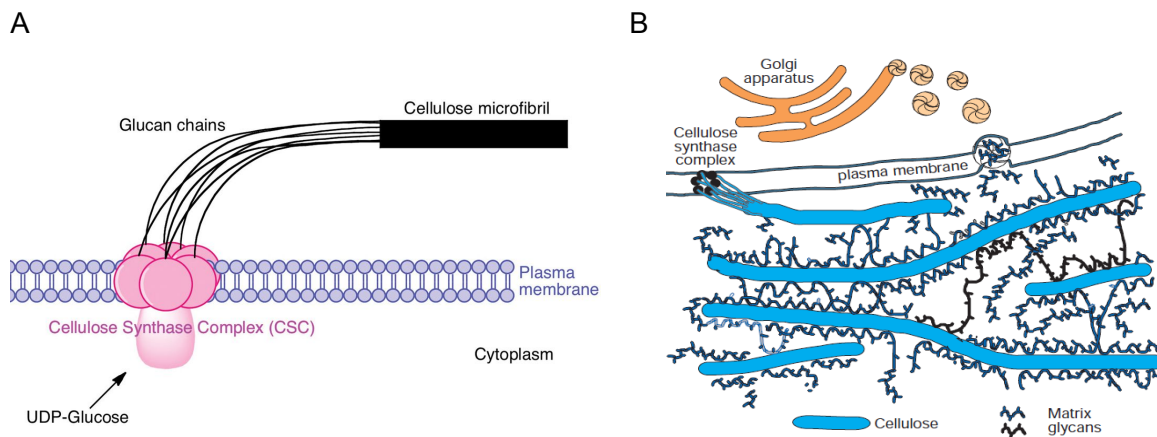 A
Glucan chains
Cellulose microfibril
Plasma
membrane
Cellulose Synthase Complex (CSC)
Cytoplasm
UDP-Glucose
B
Golgi
apparatus
Cellulose
synthase
complex
plasma membrane
Cellulose
Matrix
glycans